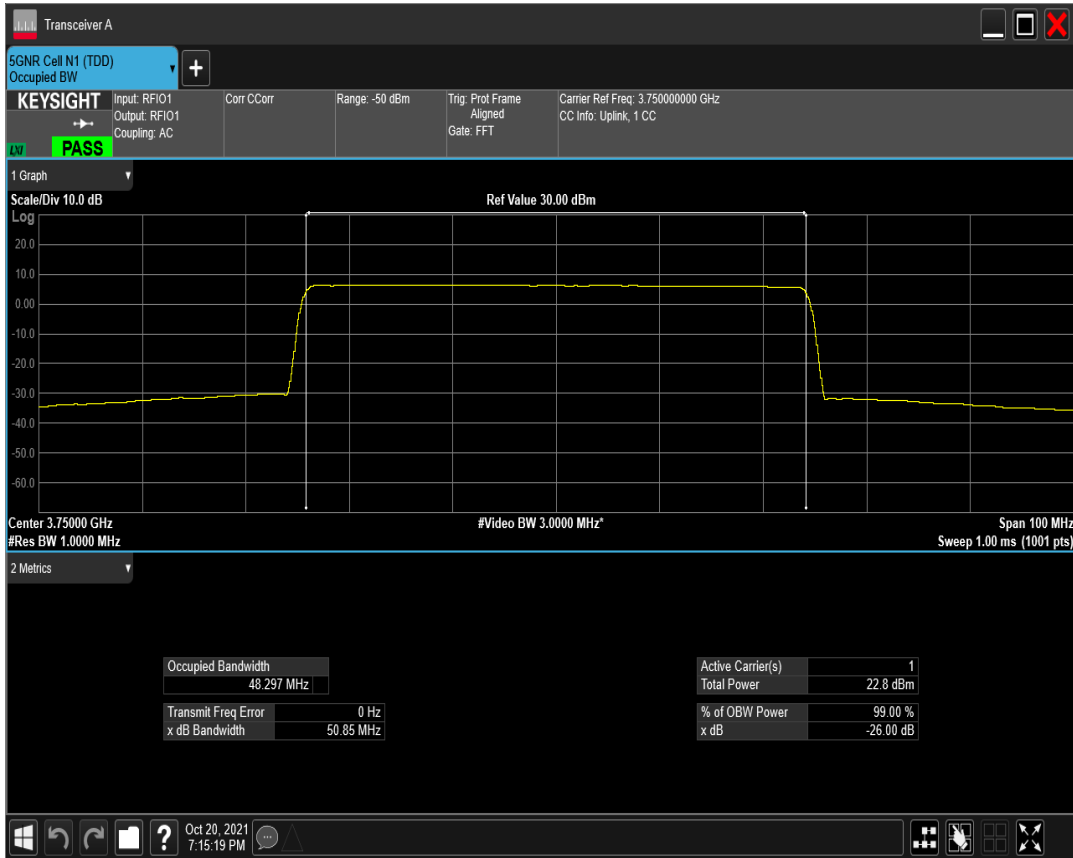 Transceiver A
5GNR Cell N1 (TDD)
Occupied BW
+
KEYSIGHT
LXI
PASS
Input: RFIO1
Output: RFIO1
Coupling: AC
Corr CCorr
Range: -50 dBm
Trig: Prot Frame
Aligned
Gate: FFT
Carrier Ref Freq: 3.750000000 GHz
CC Info: Uplink, 1 CC
1 Graph
Scale/Div 10.0 dB
Ref Value 30.00 dBm
Log
20.0
10.0
0.00
-10.0
-20.0
-30.0
-40.0
-50.0
-60.0
Center 3.75000 GHz
#Video BW 3.0000 MHz*
Span 100 MHz
#Res BW 1.0000 MHz
Sweep 1.00 ms (1001 pts)
2 Metrics
Occupied Bandwidth
48.297 MHz
Transmit Freq Error 0 Hz
x dB Bandwidth 50.85 MHz
Active Carrier(s) 1
Total Power 22.8 dBm
% of OBW Power 99.00 %
x dB -26.00 dB
?
Oct 20, 2021
7:15:19 PM